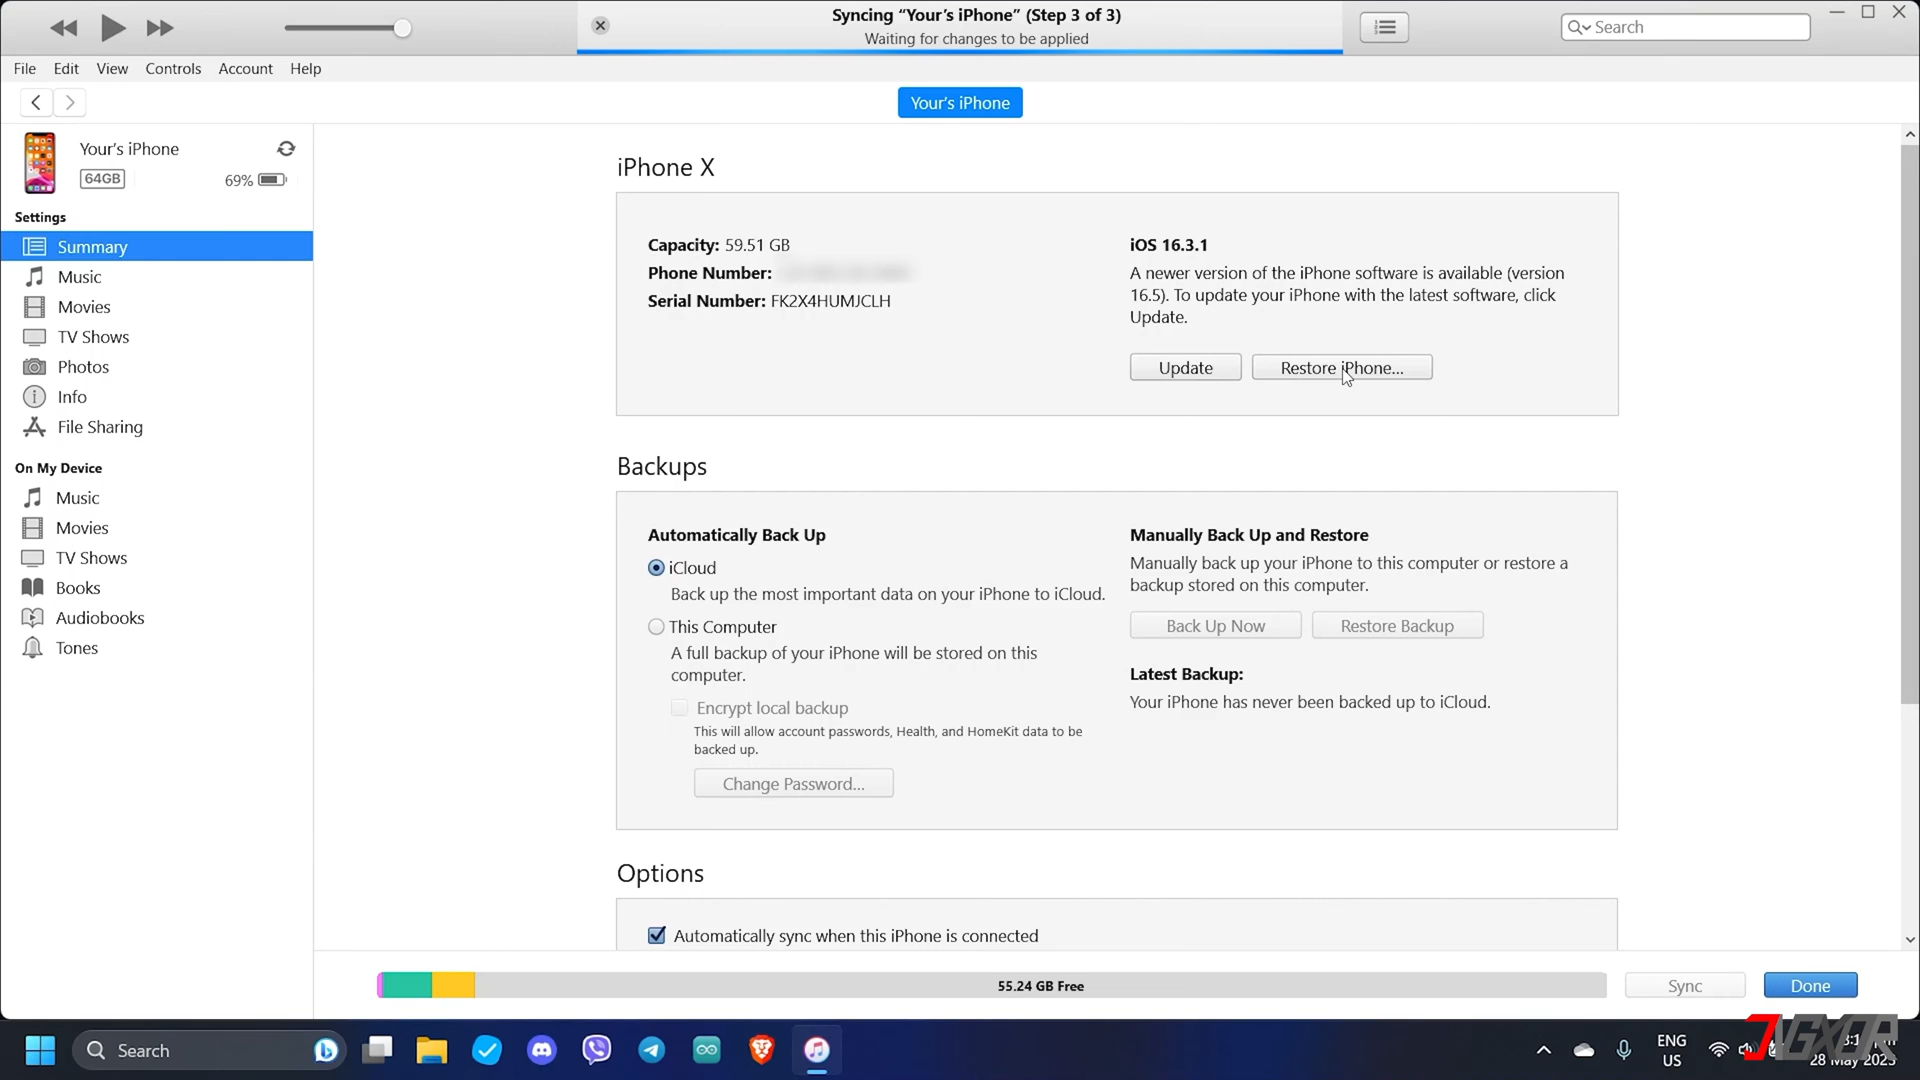 Syncing “Your’s iPhone” (Step 3 of 3)
Waiting for changes to be applied
Search
File Edit View Controls Account Help
Your’s iPhone
Your’s iPhone
64GB
69%
Settings
Summary
Music
Movies
TV Shows
Photos
Info
File Sharing
On My Device
Music
Movies
TV Shows
Books
Audiobooks
Tones
iPhone X
Capacity: 59.51 GB
Phone Number:
Serial Number: FK2X4HUMJCLH
iOS 16.3.1
A newer version of the iPhone software is available (version
16.5). To update your iPhone with the latest software, click
Update.
Update
Restore iPhone...
Backups
Automatically Back Up
iCloud
Back up the most important data on your iPhone to iCloud.
This Computer
A full backup of your iPhone will be stored on this
computer.
Encrypt local backup
This will allow account passwords, Health, and HomeKit data to be
backed up.
Change Password...
Manually Back Up and Restore
Manually back up your iPhone to this computer or restore a
backup stored on this computer.
Back Up Now
Restore Backup
Latest Backup:
Your iPhone has never been backed up to iCloud.
Options
Automatically sync when this iPhone is connected
55.24 GB Free
Sync
Done
Search
ENG
US
28 May 2023